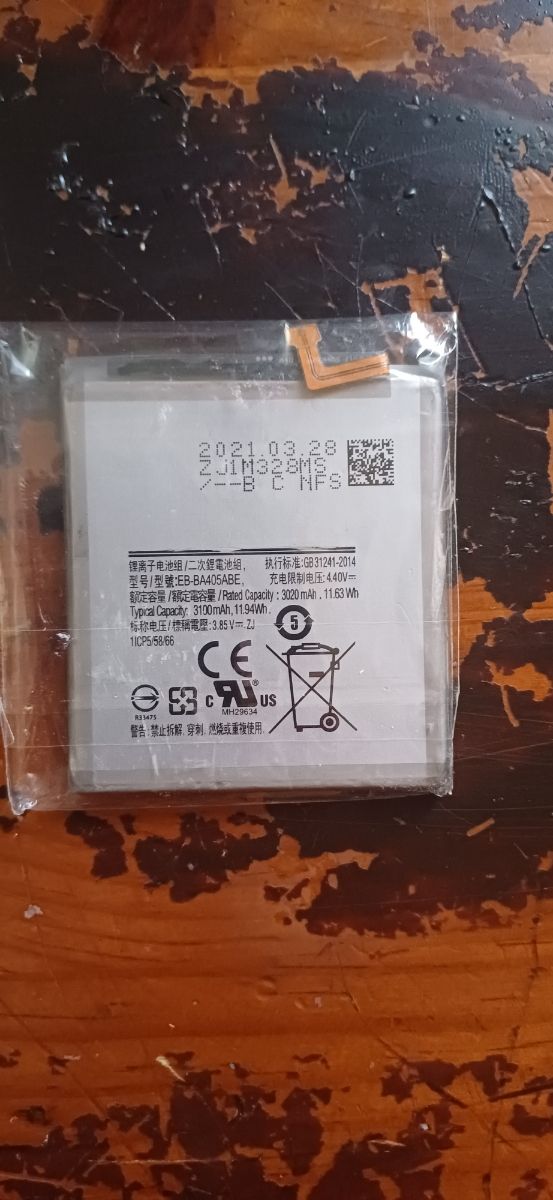 2021.03.28
ZJ1M328MS
/--B C NFS
锂离子电池组/二次鋰電池組, 执行标准:GB31241-2014
型号/型號:EB-BA405ABE, 充电限制电压: 4.40V
额定容量/額定電容量/Rated Capacity : 3020 mAh, 11.63 Wh
Typical Capacity: 3100mAh, 11.94Wh.
标称电压/標稱電壓: 3.85 V ZJ
1ICP5/58/66
5
CE
R33475
c RU® US
MH29634
警告:禁止拆解, 穿刺, 燃烧或重複使用.